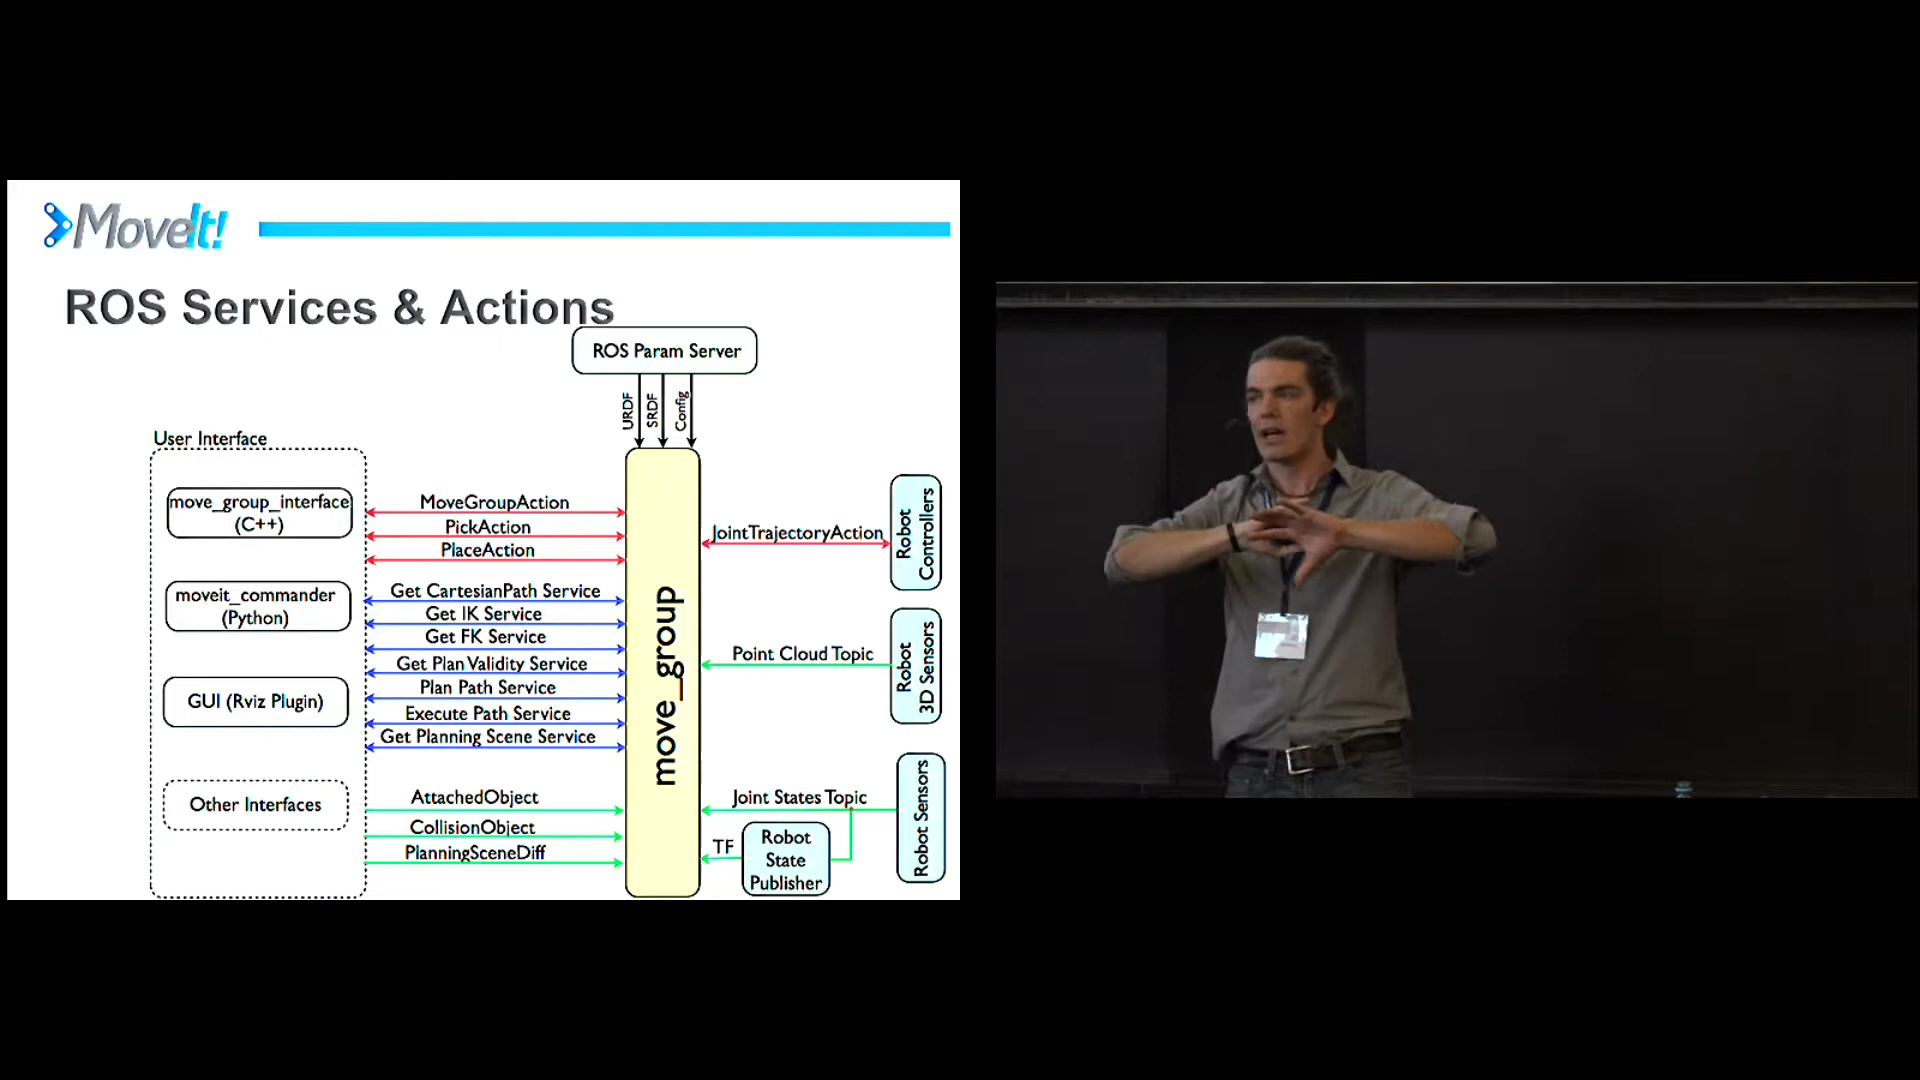 MoveIt!
ROS Services & Actions
ROS Param Server
URDF
SRDF
Config
User Interface
move_group_interface
(C++)
moveit_commander
(Python)
GUI (Rviz Plugin)
Other Interfaces
MoveGroupAction
PickAction
PlaceAction
Get CartesianPath Service
Get IK Service
Get FK Service
Get Plan Validity Service
Plan Path Service
Execute Path Service
Get Planning Scene Service
AttachedObject
CollisionObject
PlanningSceneDiff
move_group
JointTrajectoryAction
Robot
Controllers
Point Cloud Topic
Robot
3D Sensors
Joint States Topic
Robot Sensors
TF
Robot
State
Publisher